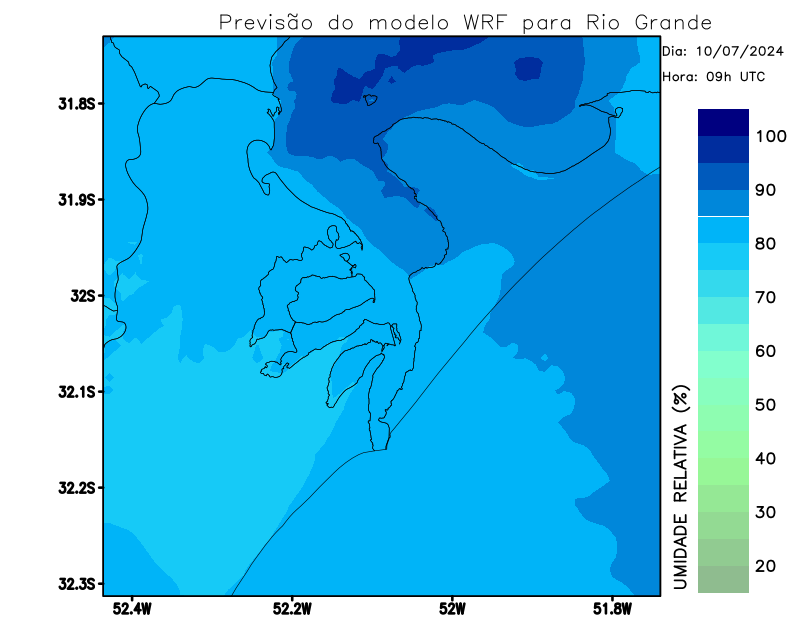 Previsão do modelo WRF para Rio Grande
Dia: 10/07/2024
Hora: 09h UTC
31.8S
31.9S
32S
32.1S
32.2S
32.3S
52.4W
52.2W
52W
51.8W
UMIDADE RELATIVA (%)
100
90
80
70
60
50
40
30
20